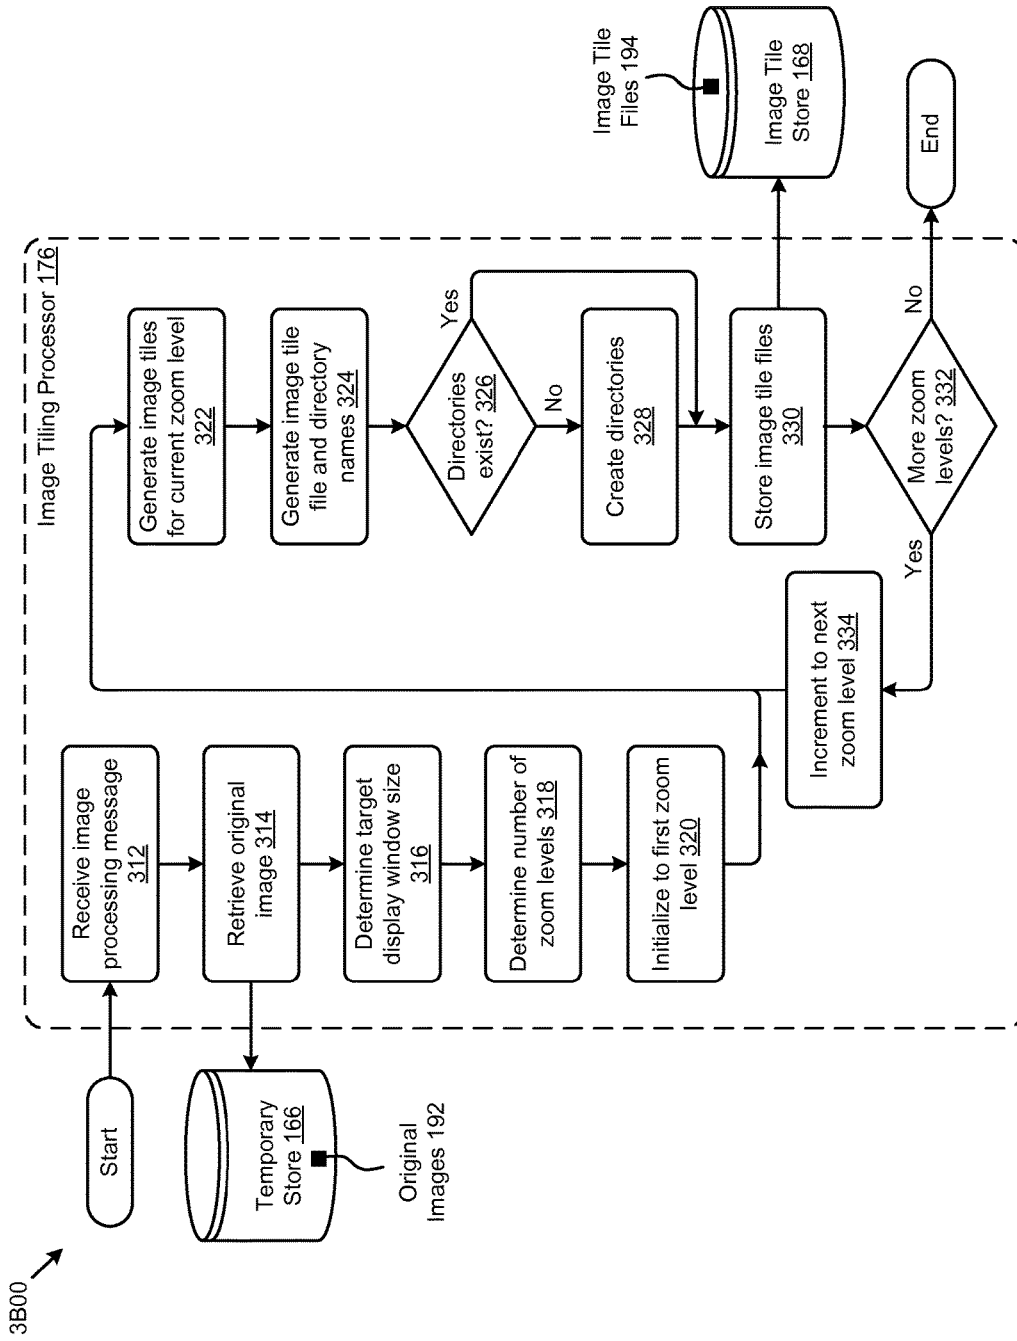 3B00
Start
Temporary
Store 166
Original
Images 192
Image Tiling Processor 176
Receive image
processing message
312
Retrieve original
image 314
Determine target
display window size
316
Determine number of
zoom levels 318
Initialize to first zoom
level 320
Generate image tiles
for current zoom level
322
Generate image tile
file and directory
names 324
Directories
exist? 326
Yes
No
Create directories
328
Store image tile files
330
More zoom
levels? 332
Yes
No
Increment to next
zoom level 334
Image Tile
Files 194
Image Tile
Store 168
End